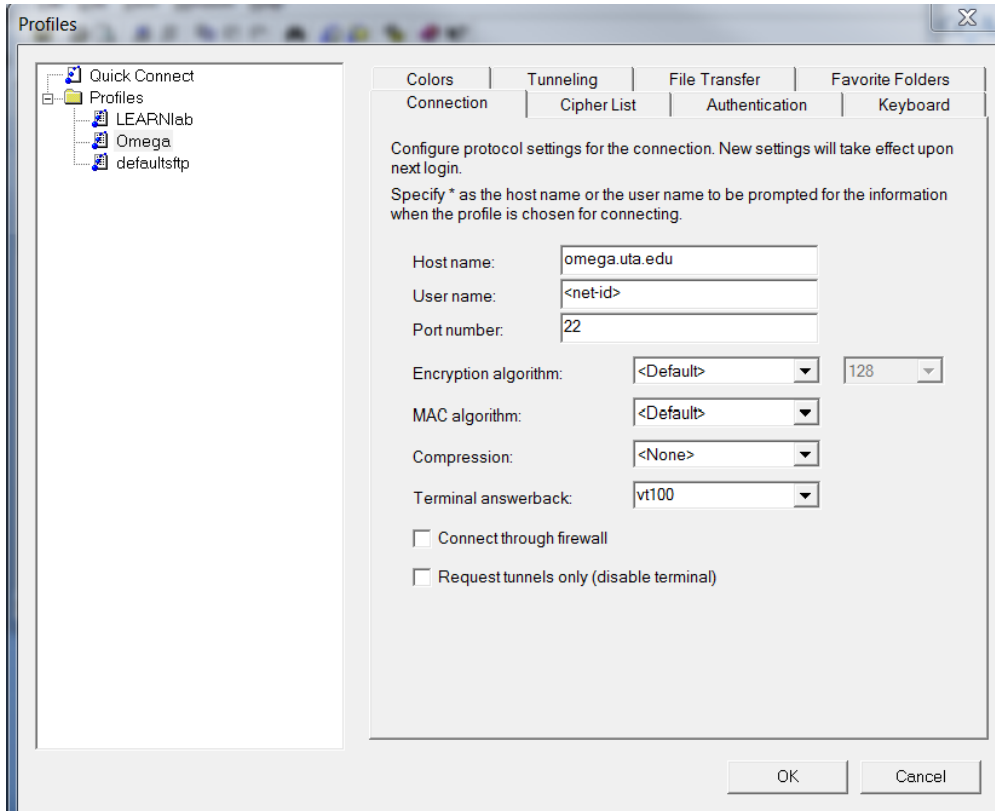 Profiles
Quick Connect
Profiles
LEARNlab
Omega
defaultsftp
Colors
Tunneling
File Transfer
Favorite Folders
Connection
Cipher List
Authentication
Keyboard
Configure protocol settings for the connection. New settings will take effect upon
next login.
Specify * as the host name or the user name to be prompted for the information
when the profile is chosen for connecting.
Host name: omega.uta.edu
User name: <net-id>
Port number: 22
Encryption algorithm: <Default> 128
MAC algorithm: <Default>
Compression: <None>
Terminal answerback: vt100
Connect through firewall
Request tunnels only (disable terminal)
OK Cancel